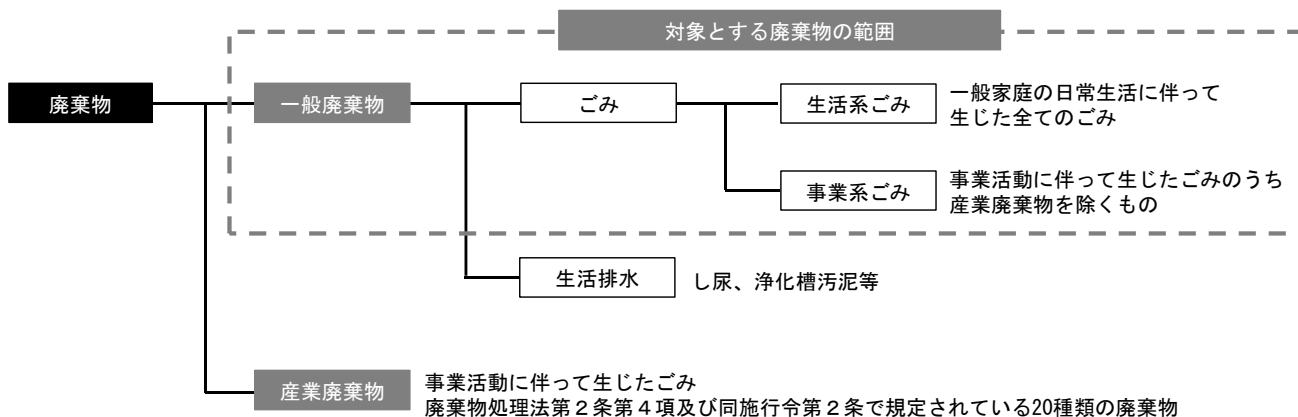 対象とする廃棄物の範囲
廃棄物
一般廃棄物
ごみ
生活系ごみ
一般家庭の日常生活に伴って
生じた全てのごみ
事業系ごみ
事業活動に伴って生じたごみのうち
産業廃棄物を除くもの
生活排水
し尿、浄化槽汚泥等
産業廃棄物
事業活動に伴って生じたごみ
廃棄物処理法第２条第４項及び同施行令第２条で規定されている20種類の廃棄物